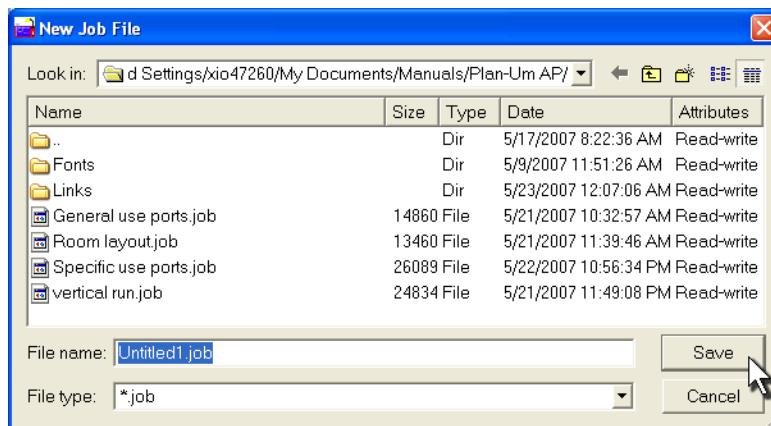 New Job File
Look in: d Settings/xio47260/My Documents/Manuals/Plan-Um AP/
Name Size Type Date Attributes
.. Dir 5/17/2007 8:22:36 AM Read-write
Fonts Dir 5/9/2007 11:51:26 AM Read-write
Links Dir 5/23/2007 12:07:06 AM Read-write
General use ports.job 14860 File 5/21/2007 10:32:57 AM Read-write
Room layout.job 13460 File 5/21/2007 11:39:46 AM Read-write
Specific use ports.job 26089 File 5/22/2007 10:56:34 PM Read-write
vertical run.job 24834 File 5/21/2007 11:49:08 PM Read-write
File name: Untitled1.job Save
File type: *.job Cancel